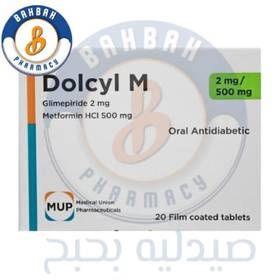 BAHBAH
PHARMACY
Dolcyl M
2 mg/
500 mg
Glimepiride 2 mg
Metformin HCl 500 mg
Oral Antidiabetic
BAHBAH
PHARMACY
MUP
Medical Union
Pharmaceuticals
20 Film coated tablets
صيدلية بحبح